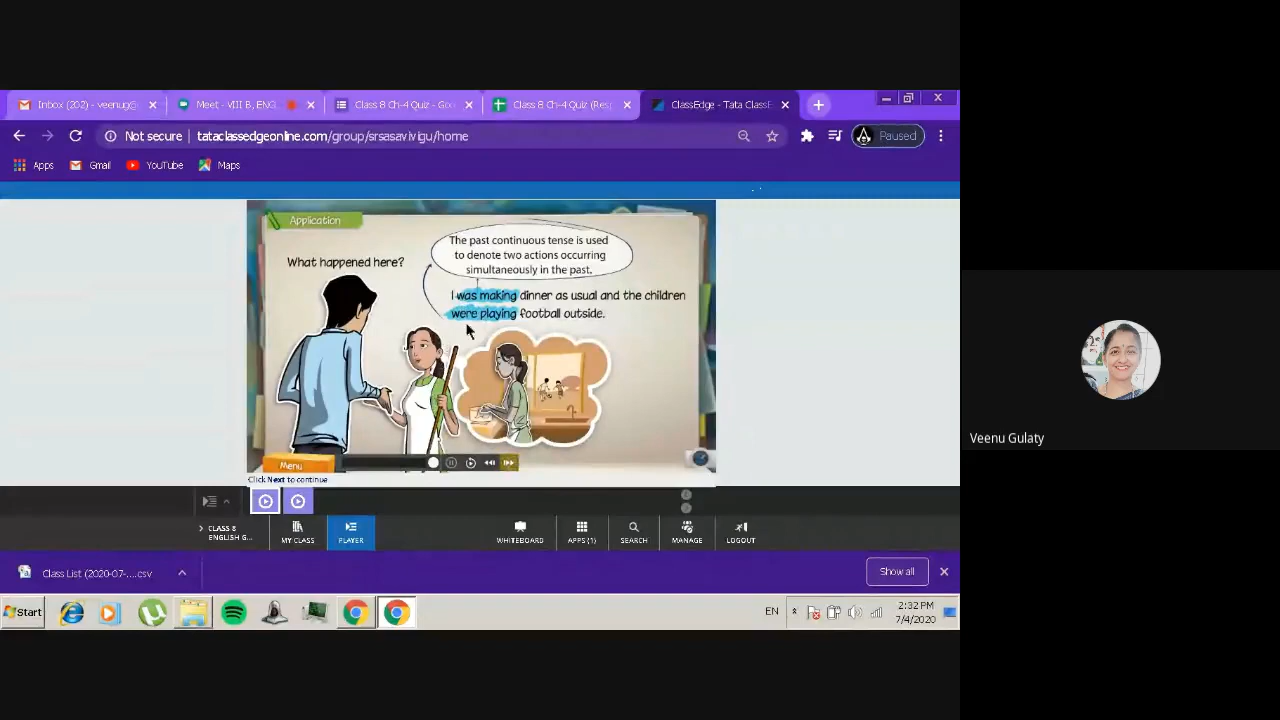 Inbox (202) - veenug@
Meet - VIII B, ENG
Class 8 Ch-4 Quiz - Goo
Class 8 Ch-4 Quiz (Resp
ClassEdge - Tata ClassE
Not secure | tataclassedgeonline.com/group/srsasavivigu/home
Paused
Apps Gmail YouTube Maps
Application
The past continuous tense is used
to denote two actions occurring
simultaneously in the past.
What happened here?
I was making dinner as usual and the children
were playing football outside.
Menu
Click Next to continue
CLASS 8
ENGLISH G...
MY CLASS
PLAYER
WHITEBOARD
APPS (1)
SEARCH
MANAGE
LOGOUT
Class List (2020-07-....csv
Show all
Start
EN
2:32 PM
7/4/2020
Veenu Gulaty